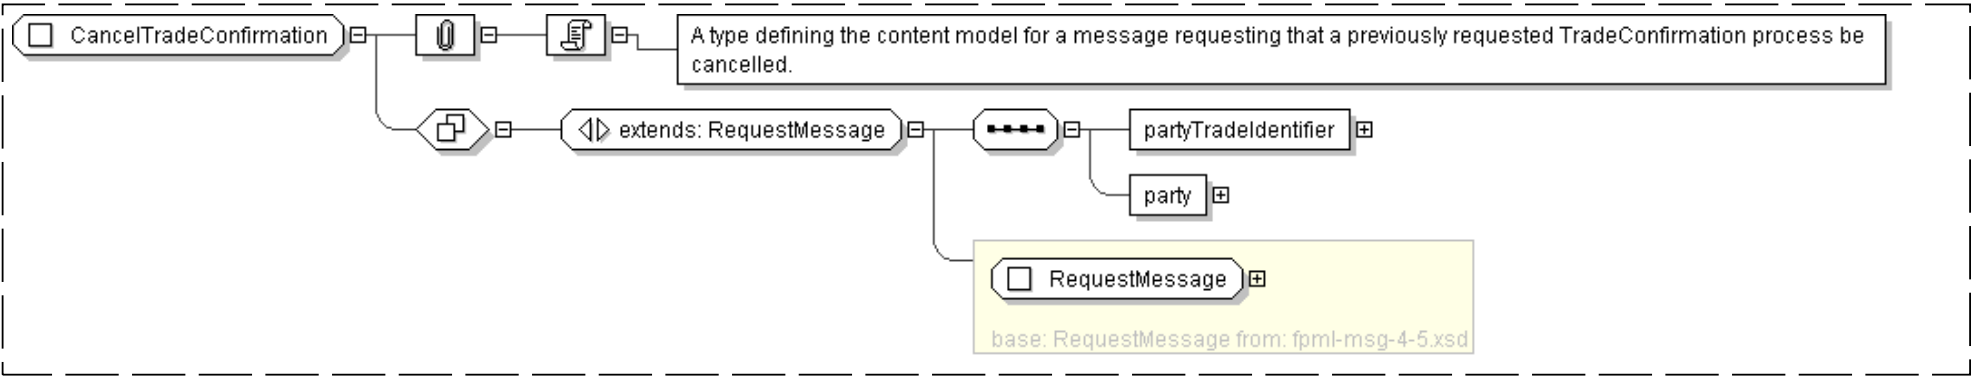 CancelTradeConfirmation
A type defining the content model for a message requesting that a previously requested TradeConfirmation process be
cancelled.
extends: RequestMessage
partyTradeIdentifier
party
RequestMessage
base: RequestMessage from: fpml-msg-4-5.xsd